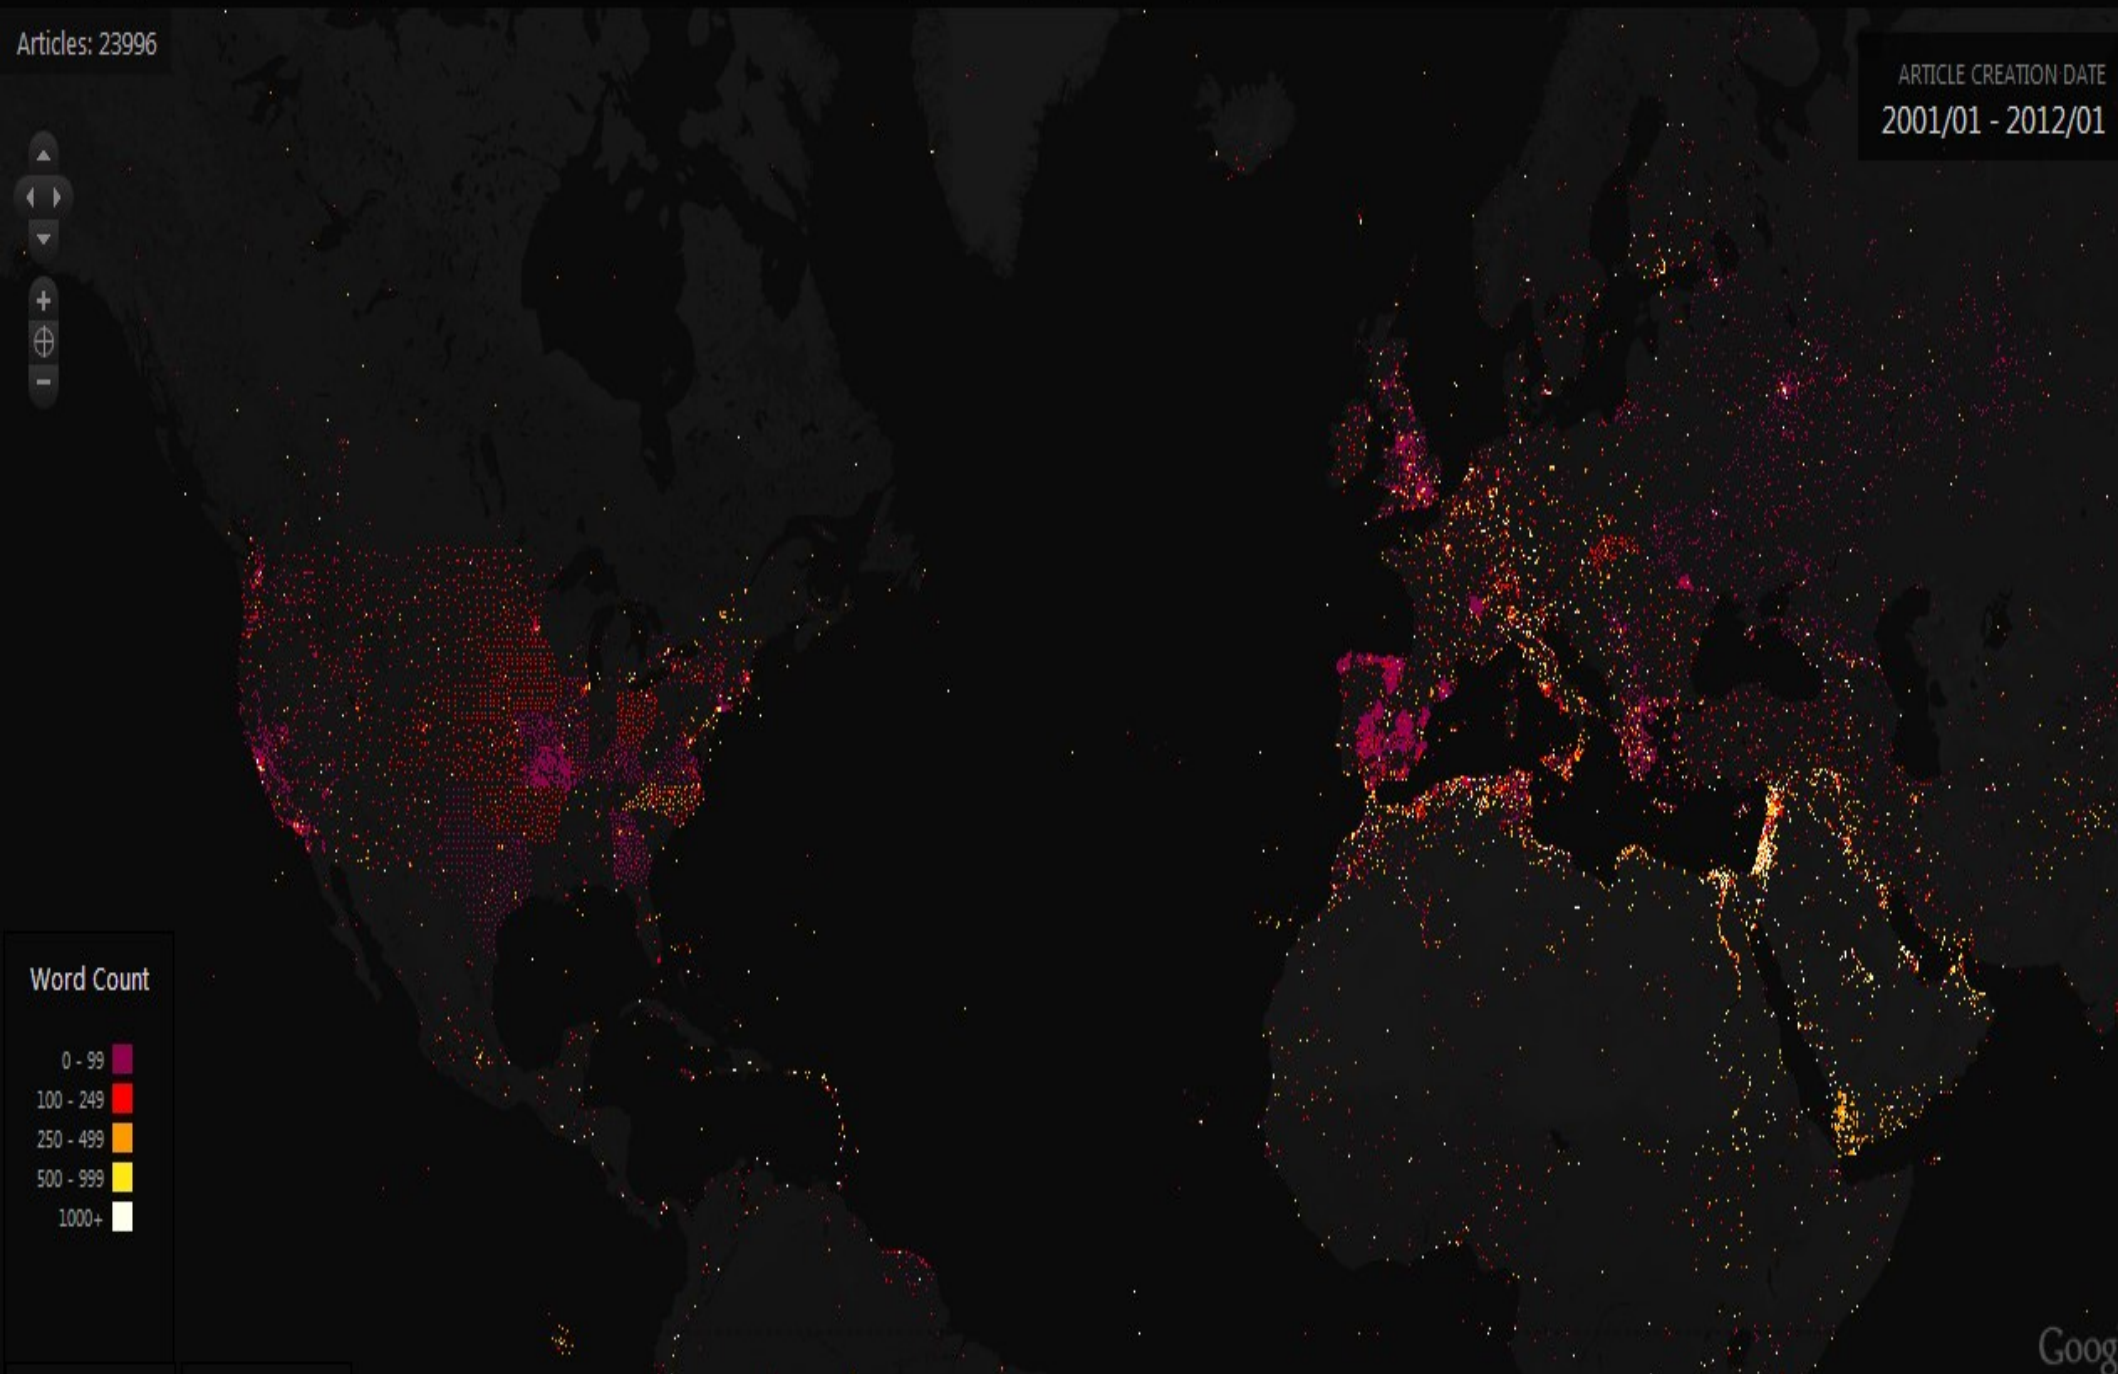 Articles: 23996
ARTICLE CREATION DATE
2001/01 - 2012/01
Word Count
0 - 99
100 - 249
250 - 499
500 - 999
1000+
Goog